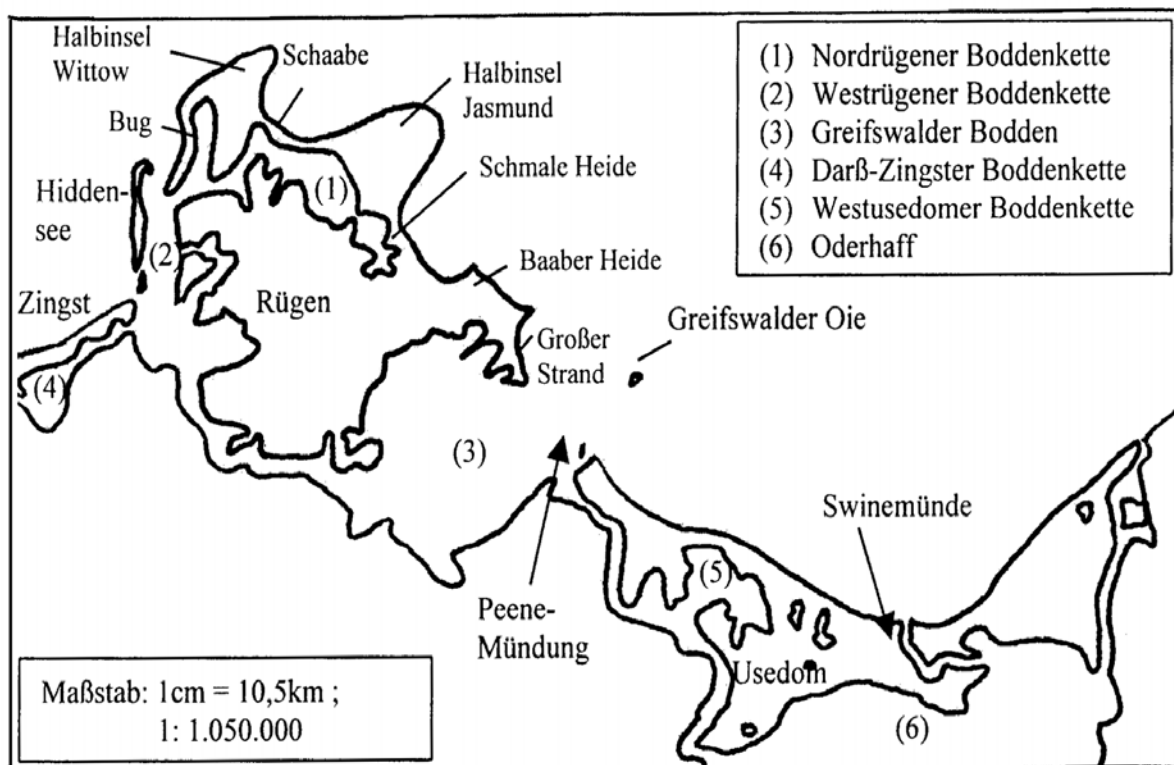 Halbinsel
Wittow
Schaabe
Halbinsel
Jasmund
Bug
Schmale Heide
Hidden-
see
(1)
(2)
Baaber Heide
Zingst
Rügen
Greifswalder Oie
Großer
Strand
(4)
(3)
Swinemünde
(5)
Peene-
Mündung
Usedom
(6)
(1) Nordrügener Boddenkette
(2) Westrügener Boddenkette
(3) Greifswalder Bodden
(4) Darß-Zingster Boddenkette
(5) Westusedomer Boddenkette
(6) Oderhaff
Maßstab: 1cm = 10,5km ;
1: 1.050.000